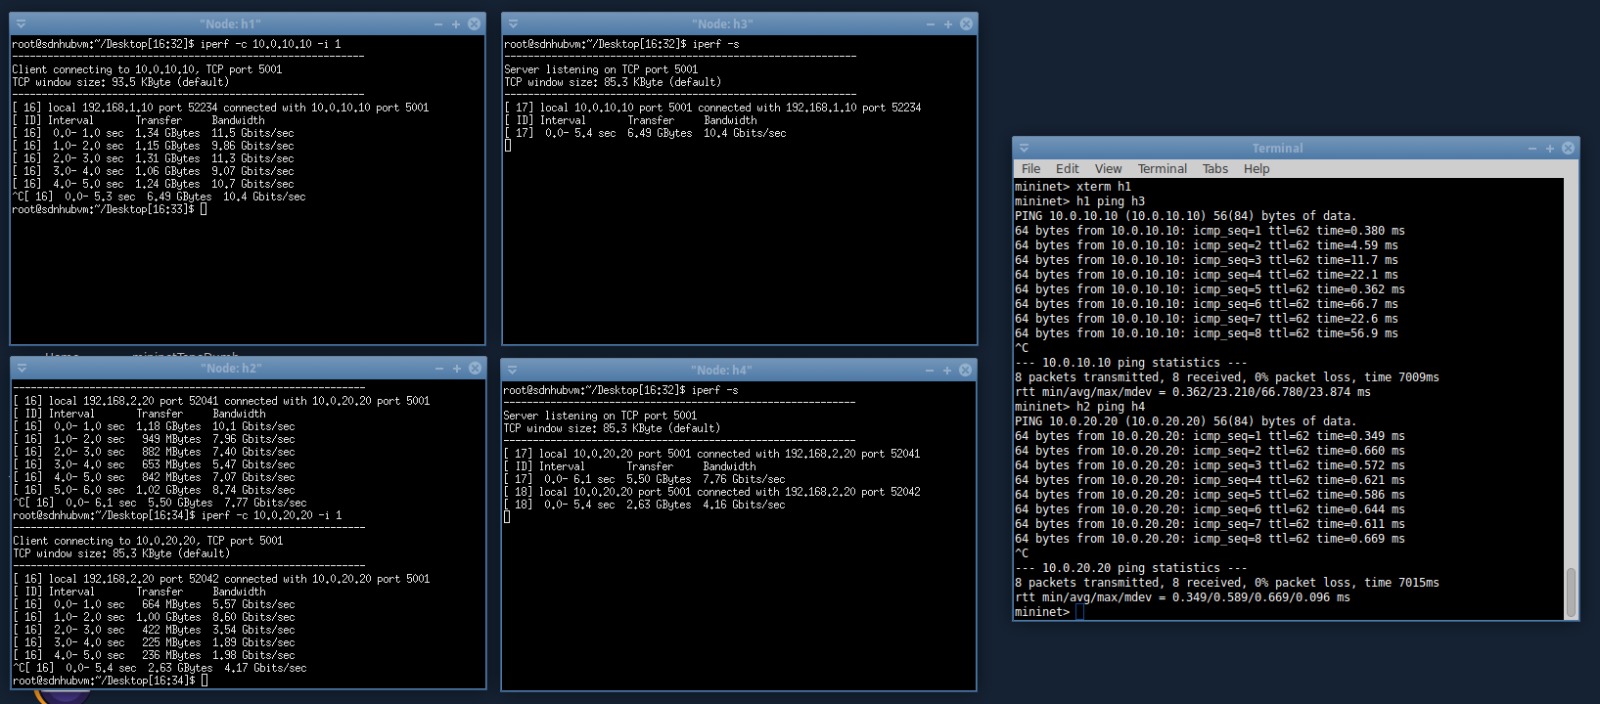 "Node: h1"
root@sdnhubvm:~/Desktop[16:32]$ iperf -c 10.0.10.10 -i 1
------------------------------------------------------------
Client connecting to 10.0.10.10, TCP port 5001
TCP window size: 93.5 KByte (default)
------------------------------------------------------------
[ 16] local 192.168.1.10 port 52234 connected with 10.0.10.10 port 5001
[ ID] Interval       Transfer     Bandwidth
[ 16]  0.0- 1.0 sec  1.34 GBytes  11.5 Gbits/sec
[ 16]  1.0- 2.0 sec  1.15 GBytes  9.86 Gbits/sec
[ 16]  2.0- 3.0 sec  1.31 GBytes  11.3 Gbits/sec
[ 16]  3.0- 4.0 sec  1.06 GBytes  9.07 Gbits/sec
[ 16]  4.0- 5.0 sec  1.24 GBytes  10.7 Gbits/sec
^C[ 16]  0.0- 5.3 sec  6.49 GBytes  10.4 Gbits/sec
root@sdnhubvm:~/Desktop[16:33]$
"Node: h3"
root@sdnhubvm:~/Desktop[16:32]$ iperf -s
------------------------------------------------------------
Server listening on TCP port 5001
TCP window size: 85.3 KByte (default)
------------------------------------------------------------
[ 17] local 10.0.10.10 port 5001 connected with 192.168.1.10 port 52234
[ ID] Interval       Transfer     Bandwidth
[ 17]  0.0- 5.4 sec  6.49 GBytes  10.4 Gbits/sec
"Node: h2"
------------------------------------------------------------
[ 16] local 192.168.2.20 port 52041 connected with 10.0.20.20 port 5001
[ ID] Interval       Transfer     Bandwidth
[ 16]  0.0- 1.0 sec  1.18 GBytes  10.1 Gbits/sec
[ 16]  1.0- 2.0 sec   949 MBytes  7.96 Gbits/sec
[ 16]  2.0- 3.0 sec   882 MBytes  7.40 Gbits/sec
[ 16]  3.0- 4.0 sec   653 MBytes  5.47 Gbits/sec
[ 16]  4.0- 5.0 sec   842 MBytes  7.07 Gbits/sec
[ 16]  5.0- 6.0 sec  1.02 GBytes  8.74 Gbits/sec
^C[ 16]  0.0- 6.1 sec  5.50 GBytes  7.77 Gbits/sec
root@sdnhubvm:~/Desktop[16:34]$ iperf -c 10.0.20.20 -i 1
------------------------------------------------------------
Client connecting to 10.0.20.20, TCP port 5001
TCP window size: 85.3 KByte (default)
------------------------------------------------------------
[ 16] local 192.168.2.20 port 52042 connected with 10.0.20.20 port 5001
[ ID] Interval       Transfer     Bandwidth
[ 16]  0.0- 1.0 sec   664 MBytes  5.57 Gbits/sec
[ 16]  1.0- 2.0 sec  1.00 GBytes  8.60 Gbits/sec
[ 16]  2.0- 3.0 sec   422 MBytes  3.54 Gbits/sec
[ 16]  3.0- 4.0 sec   225 MBytes  1.89 Gbits/sec
[ 16]  4.0- 5.0 sec   236 MBytes  1.98 Gbits/sec
^C[ 16]  0.0- 5.4 sec  2.63 GBytes  4.17 Gbits/sec
root@sdnhubvm:~/Desktop[16:34]$
"Node: h4"
root@sdnhubvm:~/Desktop[16:32]$ iperf -s
------------------------------------------------------------
Server listening on TCP port 5001
TCP window size: 85.3 KByte (default)
------------------------------------------------------------
[ 17] local 10.0.20.20 port 5001 connected with 192.168.2.20 port 52041
[ ID] Interval       Transfer     Bandwidth
[ 17]  0.0- 6.1 sec  5.50 GBytes  7.76 Gbits/sec
[ 18] local 10.0.20.20 port 5001 connected with 192.168.2.20 port 52042
[ 18]  0.0- 5.4 sec  2.63 GBytes  4.16 Gbits/sec
Terminal
File Edit View Terminal Tabs Help
mininet> xterm h1
mininet> h1 ping h3
PING 10.0.10.10 (10.0.10.10) 56(84) bytes of data.
64 bytes from 10.0.10.10: icmp_seq=1 ttl=62 time=0.380 ms
64 bytes from 10.0.10.10: icmp_seq=2 ttl=62 time=4.59 ms
64 bytes from 10.0.10.10: icmp_seq=3 ttl=62 time=11.7 ms
64 bytes from 10.0.10.10: icmp_seq=4 ttl=62 time=22.1 ms
64 bytes from 10.0.10.10: icmp_seq=5 ttl=62 time=0.362 ms
64 bytes from 10.0.10.10: icmp_seq=6 ttl=62 time=66.7 ms
64 bytes from 10.0.10.10: icmp_seq=7 ttl=62 time=22.6 ms
64 bytes from 10.0.10.10: icmp_seq=8 ttl=62 time=56.9 ms
^C
--- 10.0.10.10 ping statistics ---
8 packets transmitted, 8 received, 0% packet loss, time 7009ms
rtt min/avg/max/mdev = 0.362/23.210/66.780/23.874 ms
mininet> h2 ping h4
PING 10.0.20.20 (10.0.20.20) 56(84) bytes of data.
64 bytes from 10.0.20.20: icmp_seq=1 ttl=62 time=0.349 ms
64 bytes from 10.0.20.20: icmp_seq=2 ttl=62 time=0.660 ms
64 bytes from 10.0.20.20: icmp_seq=3 ttl=62 time=0.572 ms
64 bytes from 10.0.20.20: icmp_seq=4 ttl=62 time=0.621 ms
64 bytes from 10.0.20.20: icmp_seq=5 ttl=62 time=0.586 ms
64 bytes from 10.0.20.20: icmp_seq=6 ttl=62 time=0.644 ms
64 bytes from 10.0.20.20: icmp_seq=7 ttl=62 time=0.611 ms
64 bytes from 10.0.20.20: icmp_seq=8 ttl=62 time=0.669 ms
^C
--- 10.0.20.20 ping statistics ---
8 packets transmitted, 8 received, 0% packet loss, time 7015ms
rtt min/avg/max/mdev = 0.349/0.589/0.669/0.096 ms
mininet>